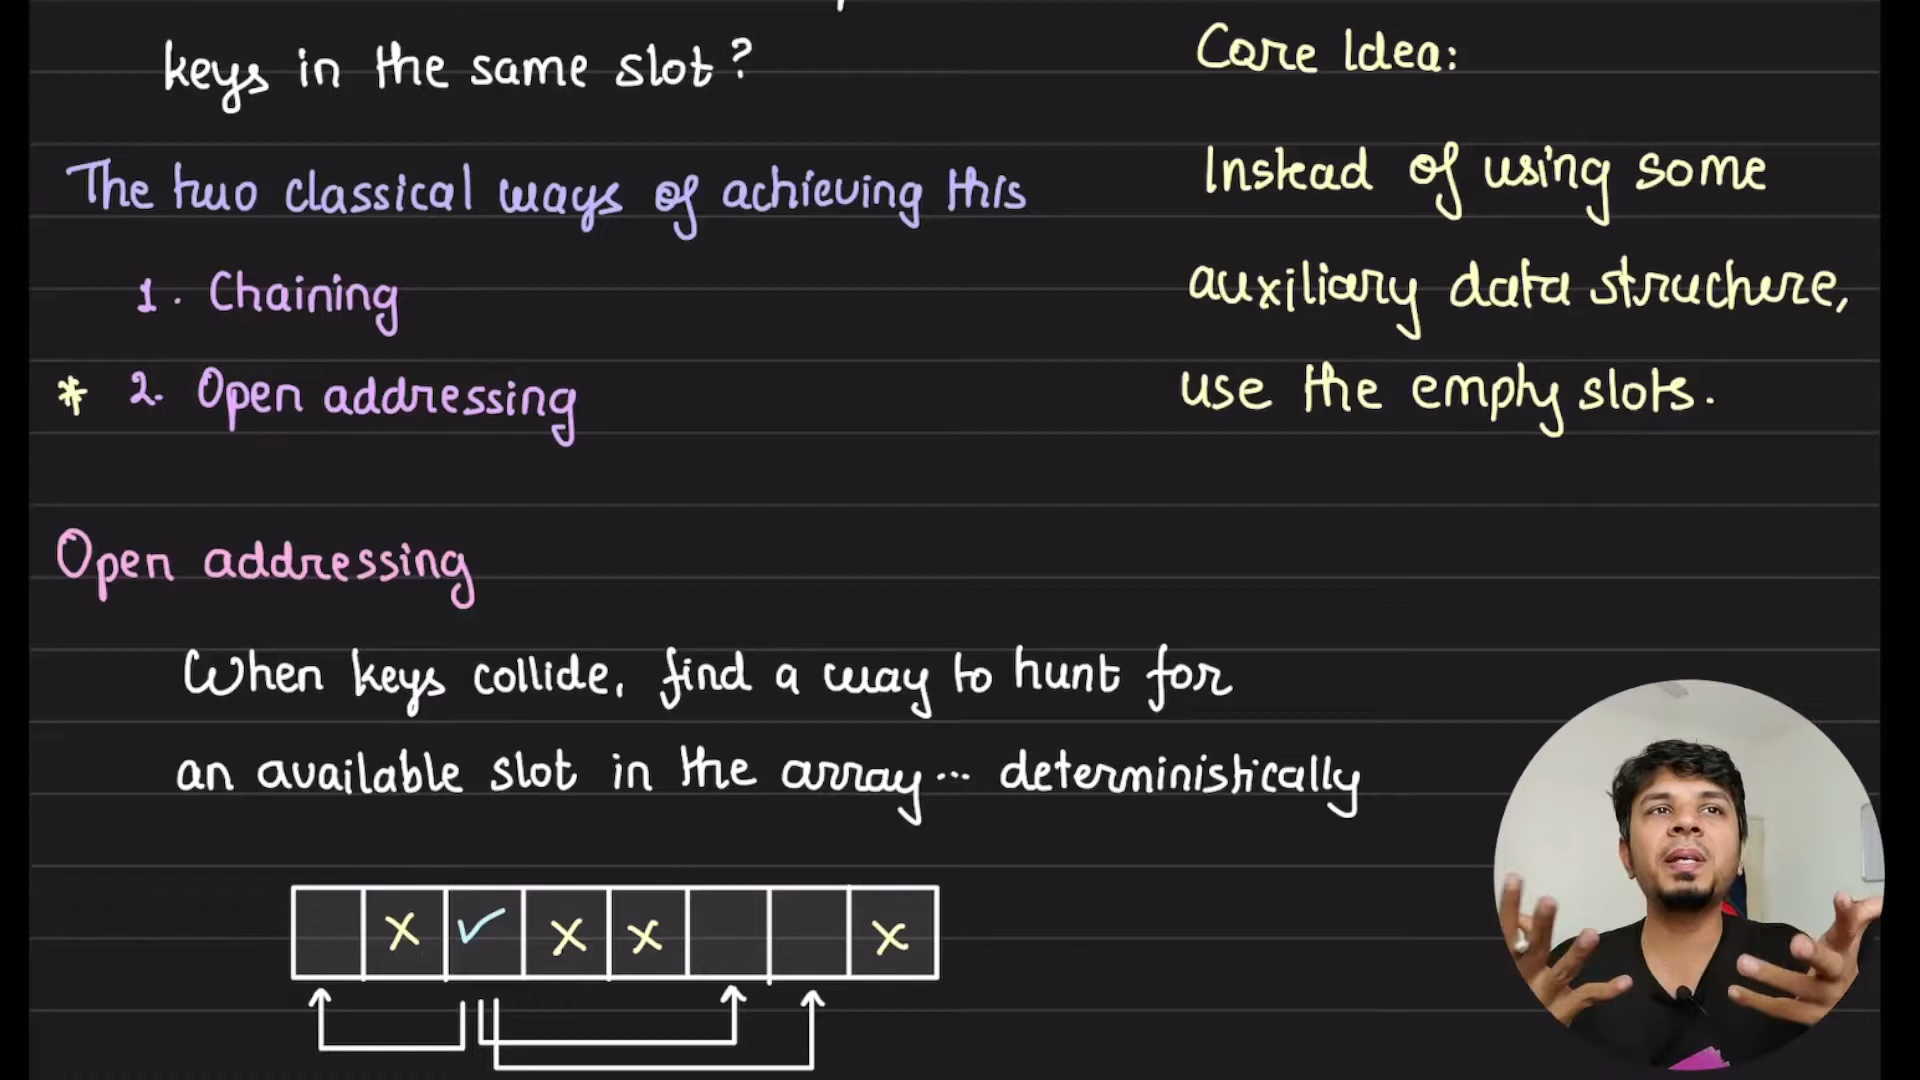 keys in the same slot?
The two classical ways of achieving this
1. Chaining
* 2. Open addressing
Core Idea:
Instead of using some
auxiliary data structure,
use the empty slots.
Open addressing
When keys collide, find a way to hunt for
an available slot in the array... deterministically
x ✓ x x x